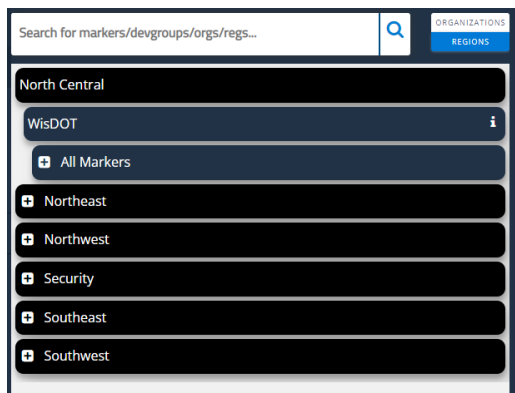 Search for markers/devgroups/orgs/regs...
ORGANIZATIONS
REGIONS
North Central
WisDOT
All Markers
Northeast
Northwest
Security
Southeast
Southwest